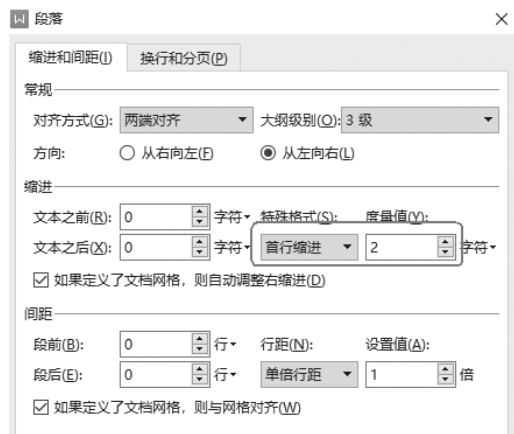 W 段落
缩进和间距(I) 换行和分页(P)
常规
对齐方式(G): 两端对齐 大纲级别(O): 3 级
方向: 从右向左(F) 从左向右(L)
缩进
文本之前(R): 0 字符 特殊格式(S): 度量值(Y):
文本之后(X): 0 字符 首行缩进 2 字符
如果定义了文档网格，则自动调整右缩进(D)
间距
段前(B): 0 行 行距(N): 设置值(A):
段后(E): 0 行 单倍行距 1 倍
如果定义了文档网格，则与网格对齐(W)